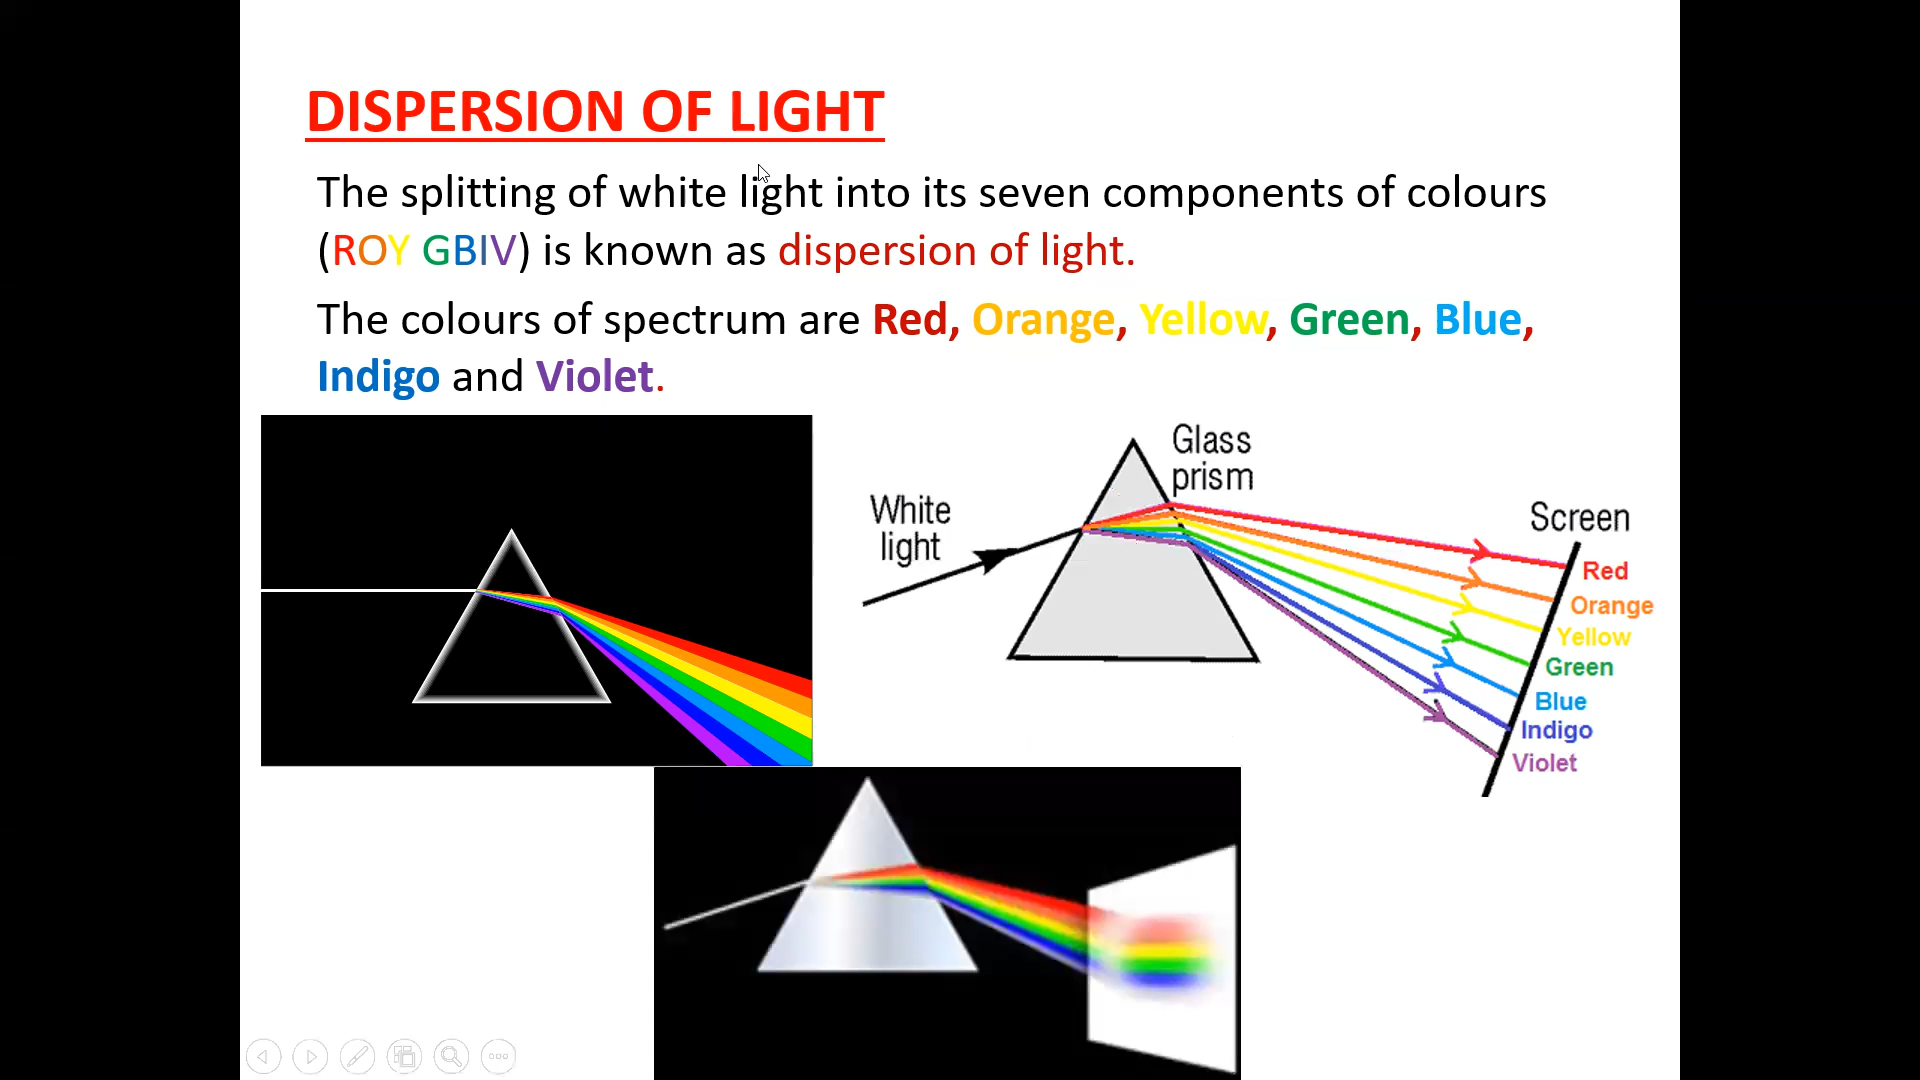 DISPERSION OF LIGHT
The splitting of white light into its seven components of colours
(ROY GBIV) is known as dispersion of light.
The colours of spectrum are Red, Orange, Yellow, Green, Blue,
Indigo and Violet.
Glass
prism
White
light
Screen
Red
Orange
Yellow
Green
Blue
Indigo
Violet